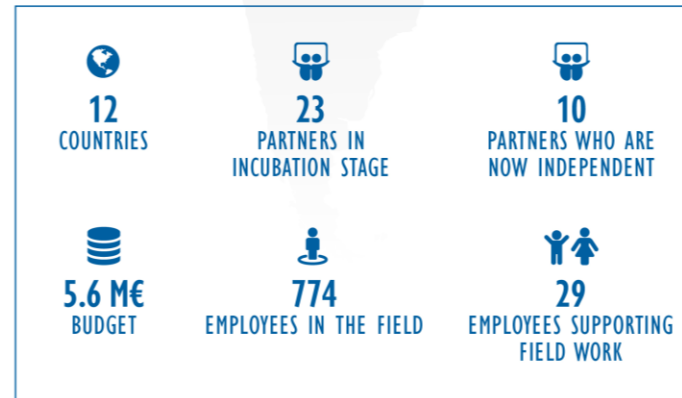 12
COUNTRIES
23
PARTNERS IN
INCUBATION STAGE
10
PARTNERS WHO ARE
NOW INDEPENDENT
5.6 M€
BUDGET
774
EMPLOYEES IN THE FIELD
29
EMPLOYEES SUPPORTING
FIELD WORK